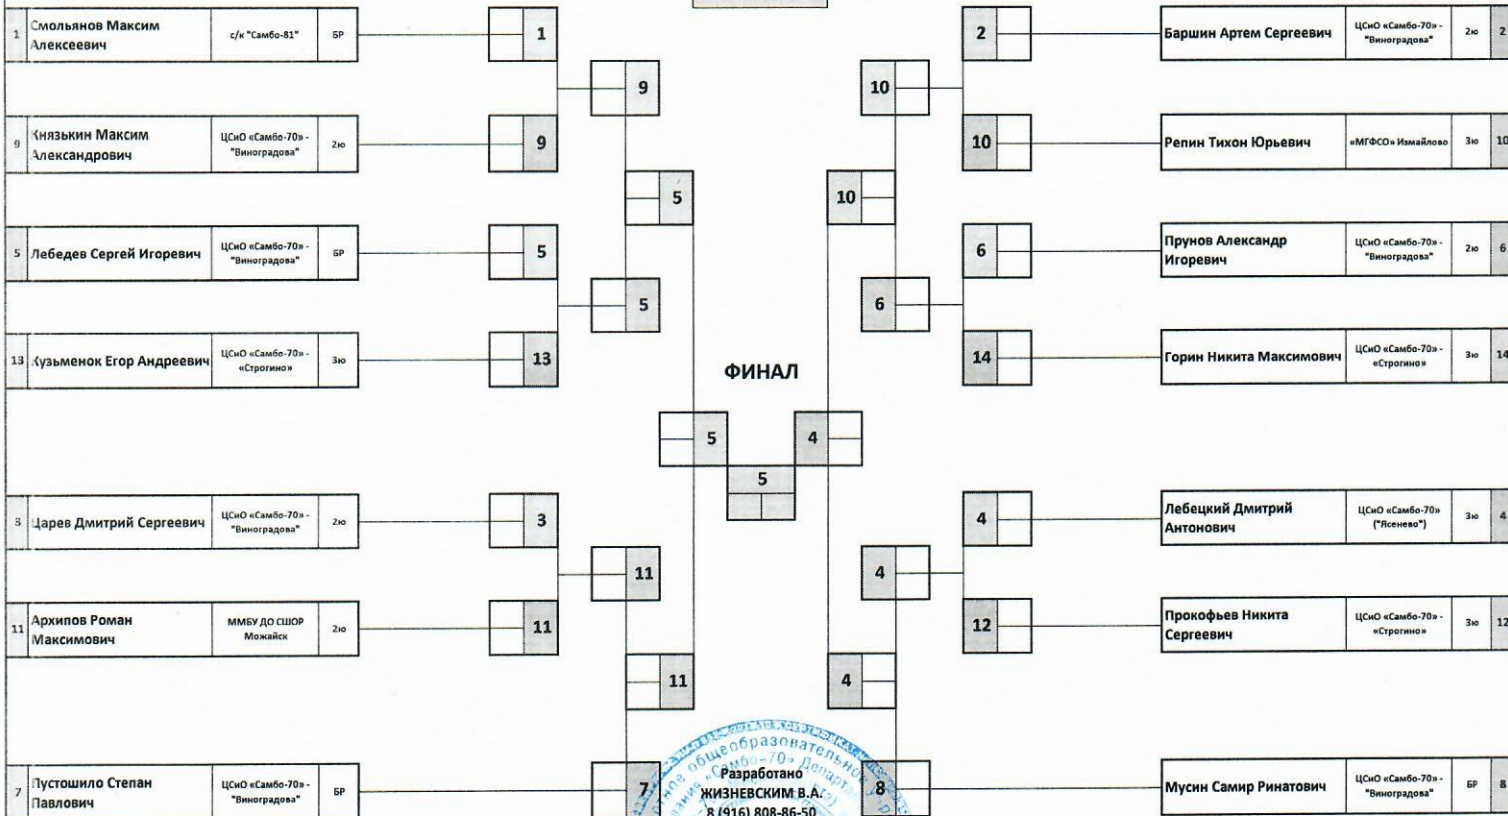 1 Смольянов Максим Алексеевич с/к "Самбо-81" БР 1
9 Князькин Максим Александрович ЦСиО «Самбо-70» - "Виноградова" 2ю 9
9
5 Лебедев Сергей Игоревич ЦСиО «Самбо-70» - "Виноградова" БР 5
13 Кузьменок Егор Андреевич ЦСиО «Самбо-70» - «Строгино» 3ю 13
5
5
3 Царев Дмитрий Сергеевич ЦСиО «Самбо-70» - "Виноградова" 2ю 3
11 Архипов Роман Максимович ММБУ ДО СШОР Можайск 2ю 11
11
7 Пустошило Степан Павлович ЦСиО «Самбо-70» - "Виноградова" БР 7
11
ФИНАЛ
5 4
5
2 Баршин Артем Сергеевич ЦСиО «Самбо-70» - "Виноградова" 2ю 2
10 Репин Тихон Юрьевич «МГФСО» Измайлово 3ю 10
10
6 Прунов Александр Игоревич ЦСиО «Самбо-70» - "Виноградова" 2ю 6
14 Горин Никита Максимович ЦСиО «Самбо-70» - «Строгино» 3ю 14
6
10
4 Лебецкий Дмитрий Антонович ЦСиО «Самбо-70» ("Ясенево") 3ю 4
12 Прокофьев Никита Сергеевич ЦСиО «Самбо-70» - «Строгино» 3ю 12
4
8 Мусин Самир Ринатович ЦСиО «Самбо-70» - "Виноградова" БР 8
4
общеобразовательно
«Самбо-70»
Разработано
ЖИЗНЕВСКИМ В.А.
8 (916) 808-86-50